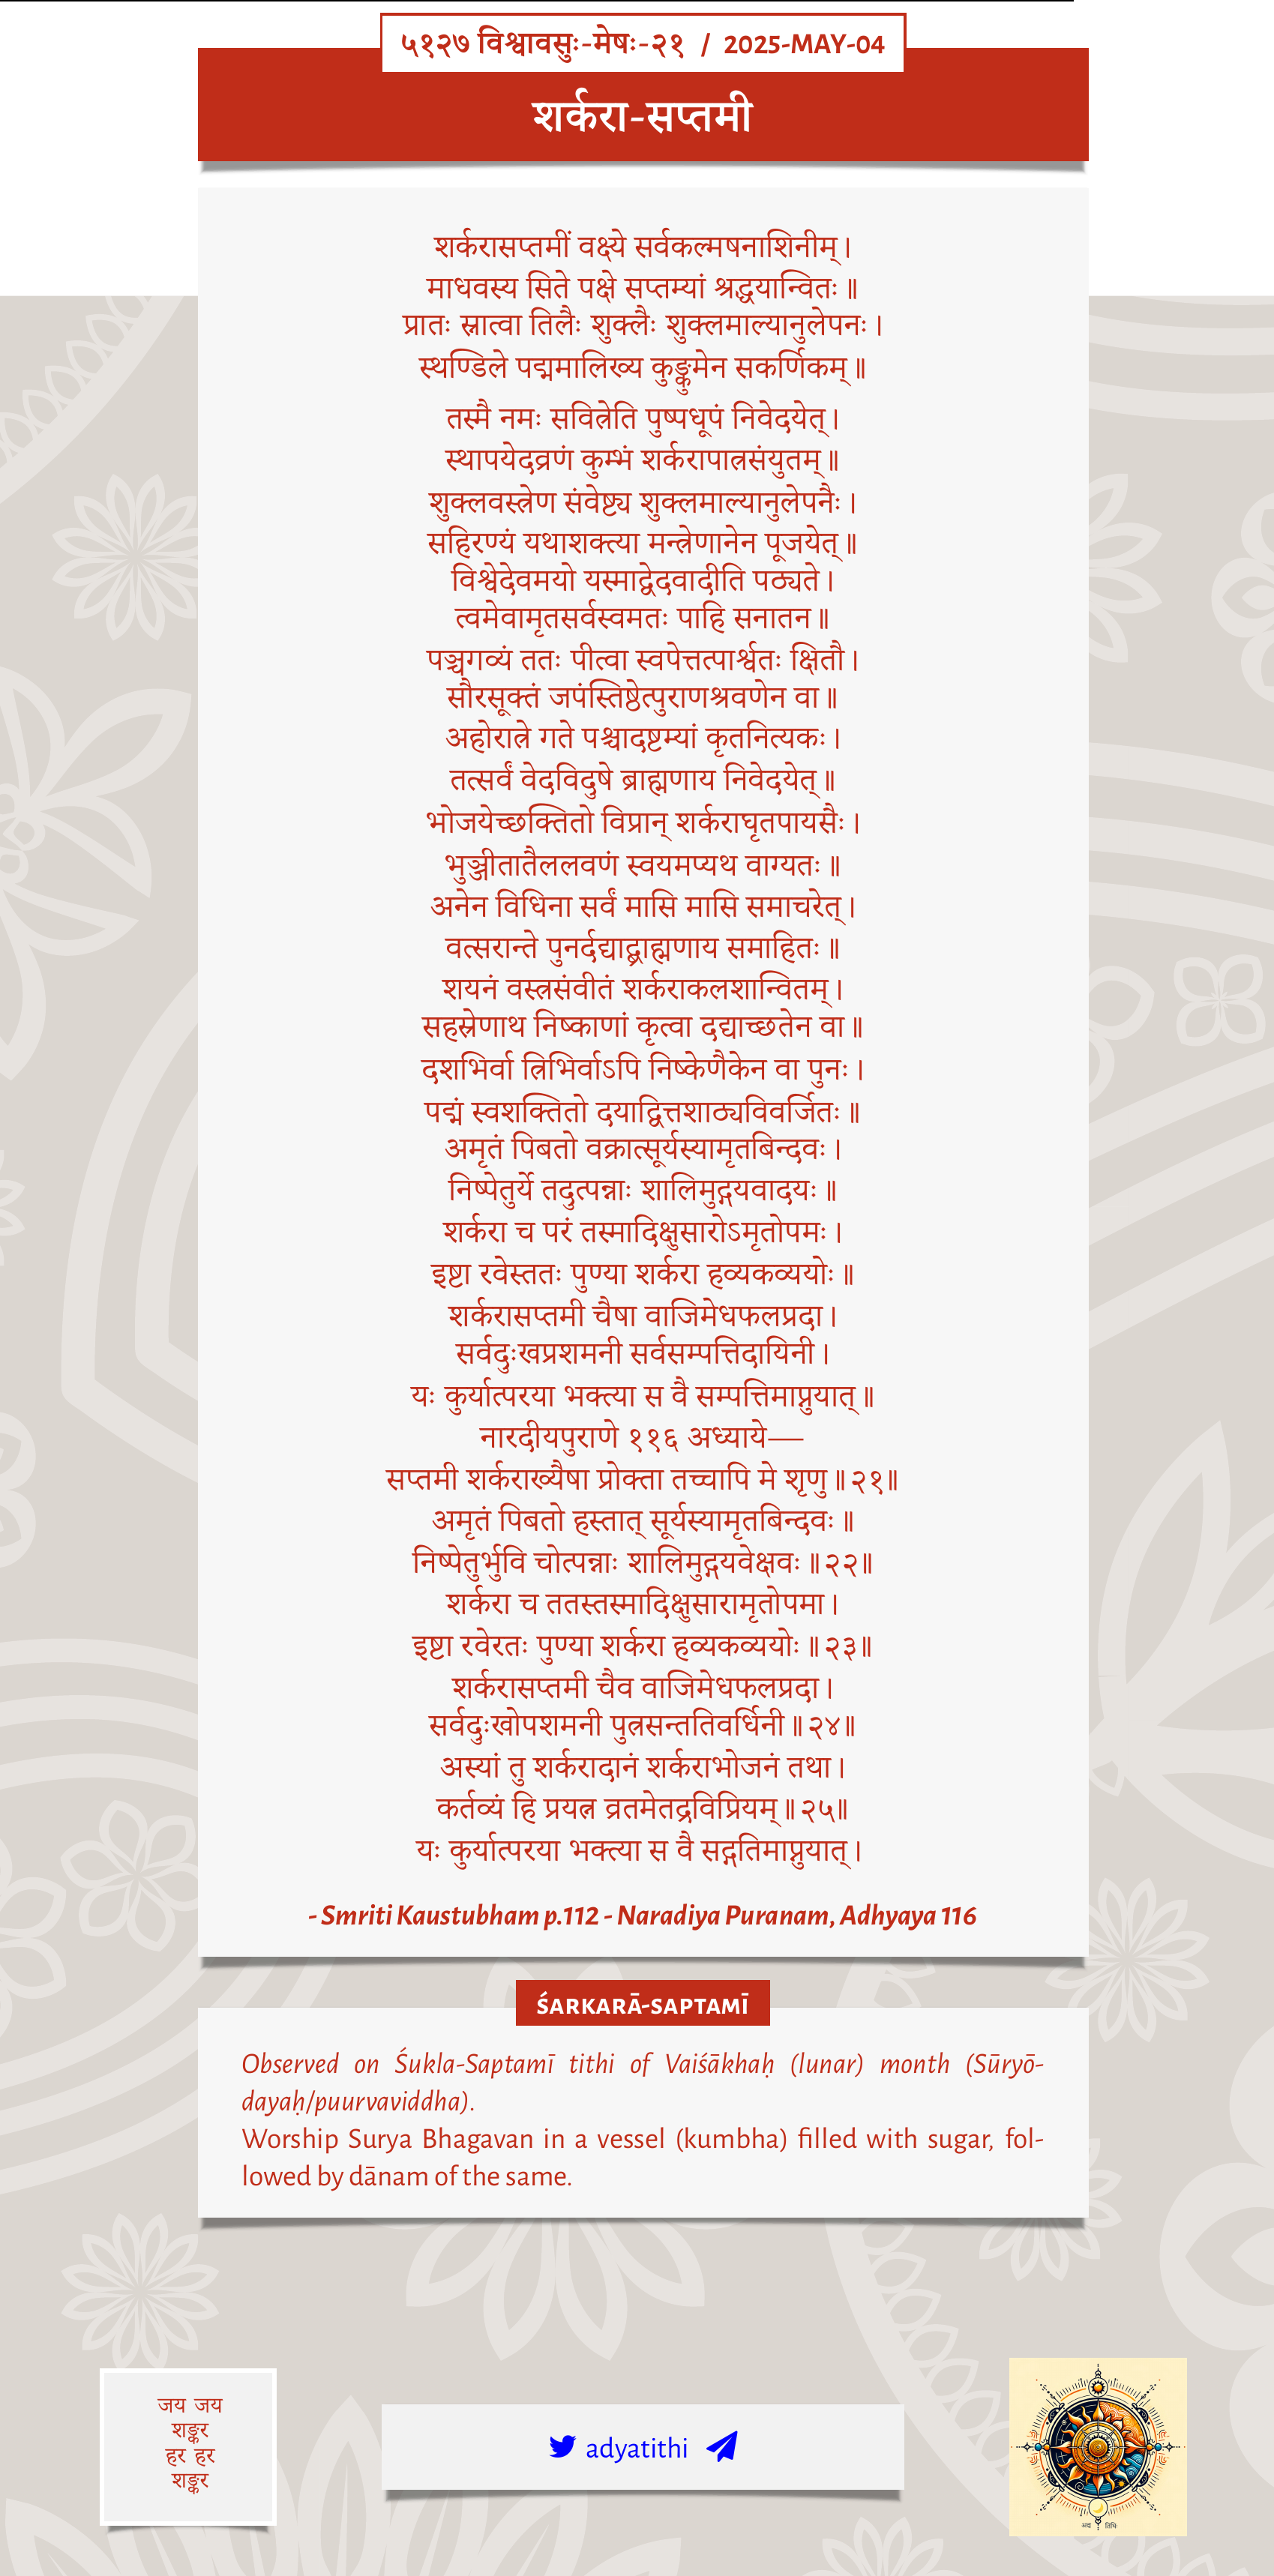 ५१२७ विश्वावसुः-मेषः-२१ / 2025-MAY-04
शर्करा-सप्तमी
शर्करासप्तमीं वक्ष्ये सर्वकल्मषनाशिनीम्।
माधवस्य सिते पक्षे सप्तम्यां श्रद्धयान्वितः॥
प्रातः स्नात्वा तिलैः शुक्लैः शुक्लमाल्यानुलेपनः।
स्थण्डिले पद्ममालिख्य कुङ्कुमेन सकर्णिकम्॥
तस्मै नमः सवित्रेति पुष्पधूपं निवेदयेत्।
स्थापयेदव्रणं कुम्भं शर्करापात्रसंयुतम्॥
शुक्लवस्त्रेण संवेष्ट्य शुक्लमाल्यानुलेपनैः।
सहिरण्यं यथाशक्त्या मन्त्रेणानेन पूजयेत्॥
विश्वेदेवमयो यस्माद्वेदवादीति पठ्यते।
त्वमेवामृतसर्वस्वमतः पाहि सनातन॥
पञ्चगव्यं ततः पीत्वा स्वपेत्तत्पार्श्वतः क्षितौ।
सौरसूक्तं जपंस्तिष्ठेत्पुराणश्रवणेन वा॥
अहोरात्रे गते पश्चादष्टम्यां कृतनित्यकः।
तत्सर्वं वेदविदुषे ब्राह्मणाय निवेदयेत्॥
भोजयेच्छक्तितो विप्रान् शर्कराघृतपायसैः।
भुञ्जीतातैललवणं स्वयमप्यथ वाग्यतः॥
अनेन विधिना सर्वं मासि मासि समाचरेत्।
वत्सरान्ते पुनर्दद्याद्ब्राह्मणाय समाहितः॥
शयनं वस्त्रसंवीतं शर्कराकलशान्वितम्।
सहस्रेणाथ निष्काणां कृत्वा दद्याच्छतेन वा॥
दशभिर्वा त्रिभिर्वाऽपि निष्केणैकेन वा पुनः।
पद्मं स्वशक्तितो दयाद्वित्तशाठ्यविवर्जितः॥
अमृतं पिबतो वक्रात्सूर्यस्यामृतबिन्दवः।
निष्पेतुर्ये तदुत्पन्नाः शालिमुद्गयवादयः॥
शर्करा च परं तस्मादिक्षुसारोऽमृतोपमः।
इष्टा रवेस्ततः पुण्या शर्करा हव्यकव्ययोः॥
शर्करासप्तमी चैषा वाजिमेधफलप्रदा।
सर्वदुःखप्रशमनी सर्वसम्पत्तिदायिनी।
यः कुर्यात्परया भक्त्या स वै सम्पत्तिमाप्नुयात्॥
नारदीयपुराणे ११६ अध्याये—
सप्तमी शर्कराख्यैषा प्रोक्ता तच्चापि मे शृणु॥२१॥
अमृतं पिबतो हस्तात् सूर्यस्यामृतबिन्दवः॥
निष्पेतुर्भुवि चोत्पन्नाः शालिमुद्गयवेक्षवः॥२२॥
शर्करा च ततस्तस्मादिक्षुसारामृतोपमा।
इष्टा रवेरतः पुण्या शर्करा हव्यकव्ययोः॥२३॥
शर्करासप्तमी चैव वाजिमेधफलप्रदा।
सर्वदुःखोपशमनी पुत्रसन्ततिवर्धिनी॥२४॥
अस्यां तु शर्करादानं शर्कराभोजनं तथा।
कर्तव्यं हि प्रयत्न व्रतमेतद्रविप्रियम्॥२५॥
यः कुर्यात्परया भक्त्या स वै सद्गतिमाप्नुयात्।
- Smriti Kaustubham p.112 - Naradiya Puranam, Adhyaya 116
ŚARKARĀ-SAPTAMĪ
Observed on Śukla-Saptamī tithi of Vaiśākhaḥ (lunar) month (Sūryō-
dayaḥ/puurvaviddha).
Worship Surya Bhagavan in a vessel (kumbha) filled with sugar, fol-
lowed by dānam of the same.
जय जय
शङ्कर
हर हर
शङ्कर
adyatithi
अद्य तिथिः